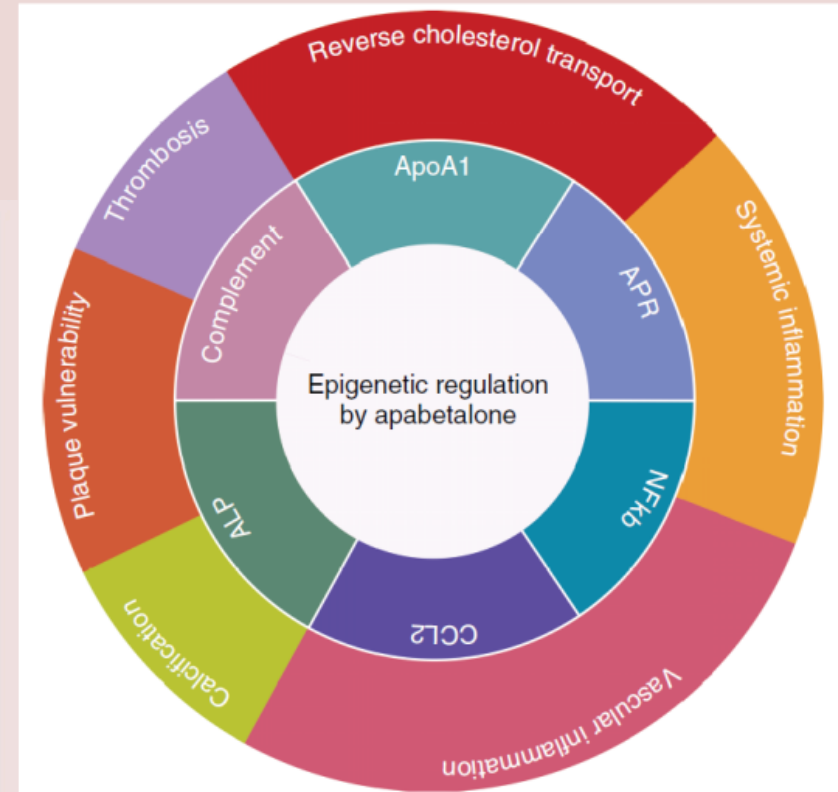 Reverse cholesterol transport
Systemic inflammation
Vascular inflammation
Calcification
Plaque vulnerability
Thrombosis
ApoA1
APR
NFkb
CCL2
ALP
Complement
Epigenetic regulation
by apabetalone